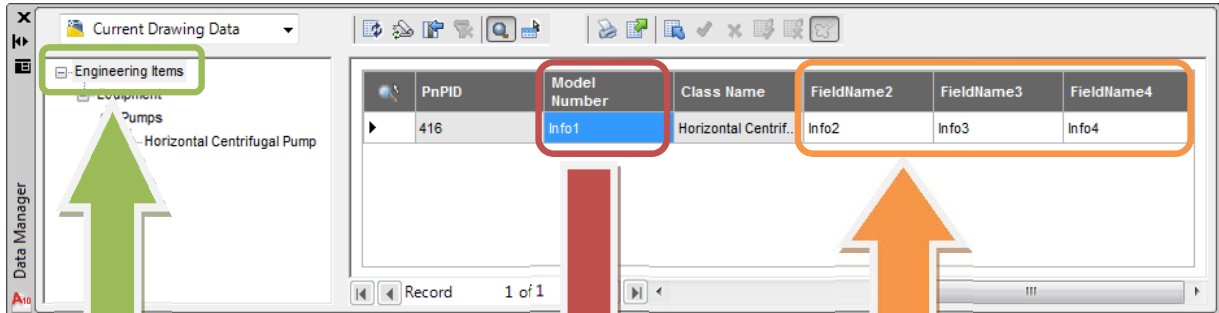 Current Drawing Data
Engineering Items
Equipment
Pumps
Horizontal Centrifugal Pump
PnPID Model Number Class Name FieldName2 FieldName3 FieldName4
416 Info1 Horizontal Centrif.. Info2 Info3 Info4
Record 1 of 1
Data Manager
A10